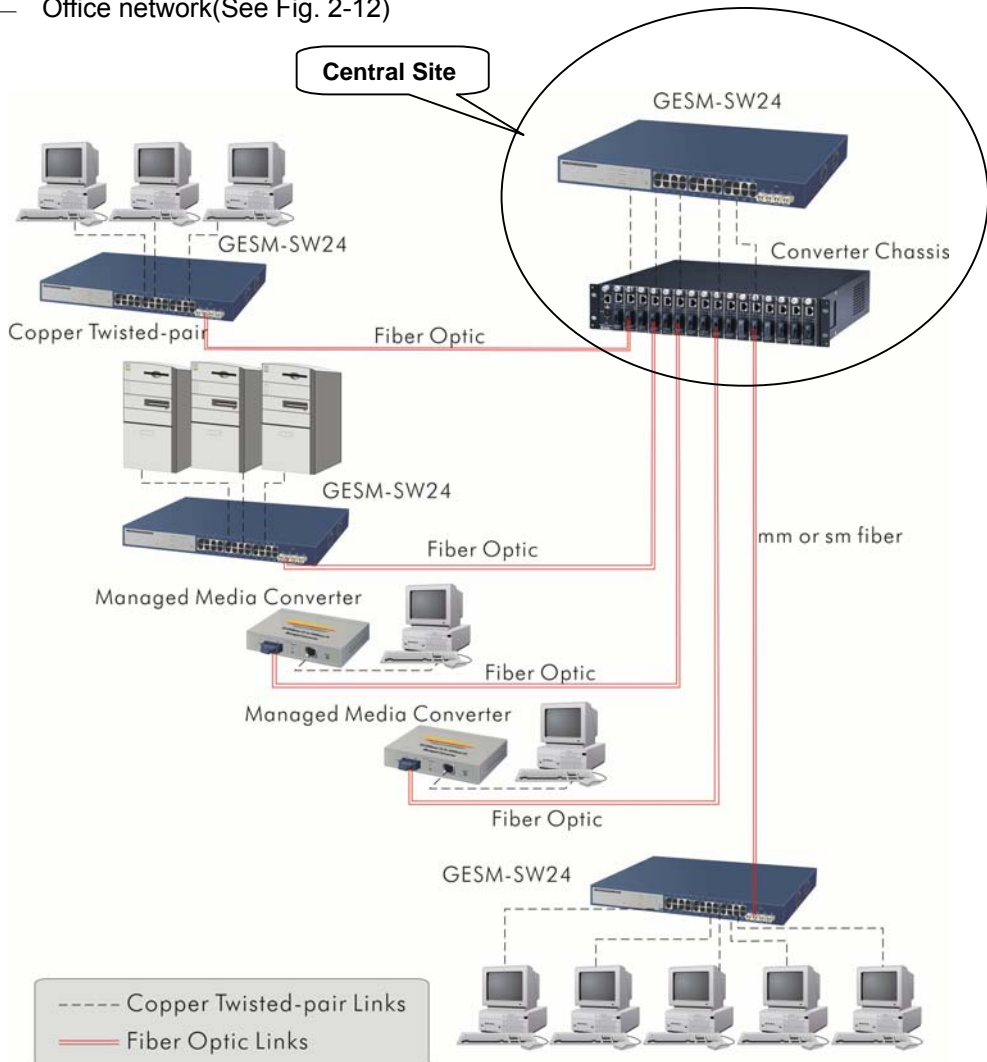 — Office network(See Fig. 2-12)
Central Site
GESM-SW24
Converter Chassis
GESM-SW24
Copper Twisted-pair
Fiber Optic
GESM-SW24
Fiber Optic
mm or sm fiber
Managed Media Converter
Fiber Optic
Managed Media Converter
Fiber Optic
GESM-SW24
Copper Twisted-pair Links
Fiber Optic Links